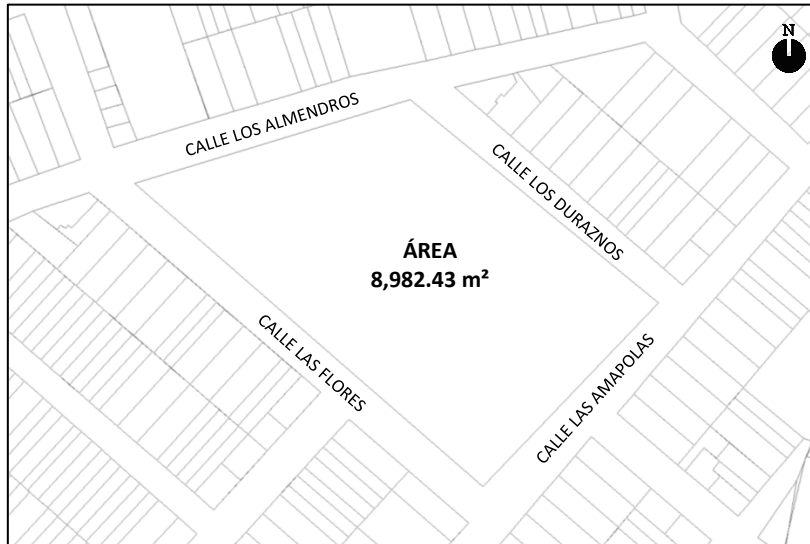 N
CALLE LOS ALMENDROS
CALLE LOS DURAZNOS
ÁREA
8,982.43 m²
CALLE LAS FLORES
CALLE LAS AMAPOLAS